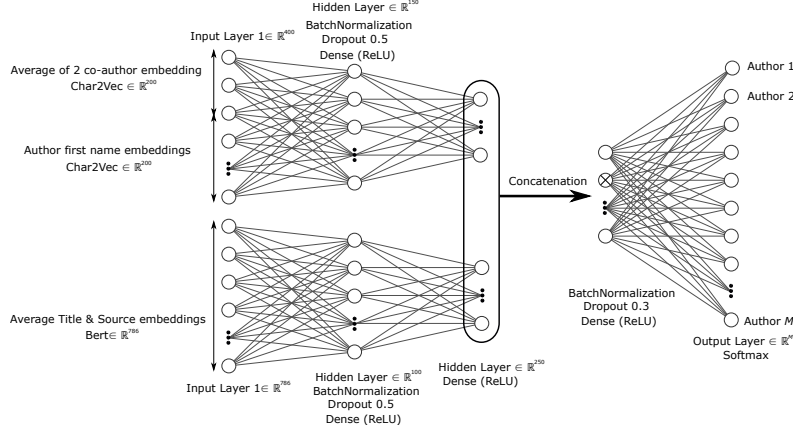 Hidden Layer ∈ ℝ¹⁵⁰
BatchNormalization
Dropout 0.5
Dense (ReLU)
Input Layer 1∈ ℝ⁴⁰⁰
Average of 2 co-author embedding
Char2Vec ∈ ℝ²⁰⁰
Author first name embeddings
Char2Vec ∈ ℝ²⁰⁰
Average Title & Source embeddings
Bert∈ ℝ⁷⁸⁶
Input Layer 1∈ ℝ⁷⁸⁶
Hidden Layer ∈ ℝ¹⁰⁰
BatchNormalization
Dropout 0.5
Dense (ReLU)
Hidden Layer ∈ ℝ²⁵⁰
Dense (ReLU)
Concatenation
BatchNormalization
Dropout 0.3
Dense (ReLU)
Author 1
Author 2
Author M
Output Layer ∈ ℝᴹ
Softmax